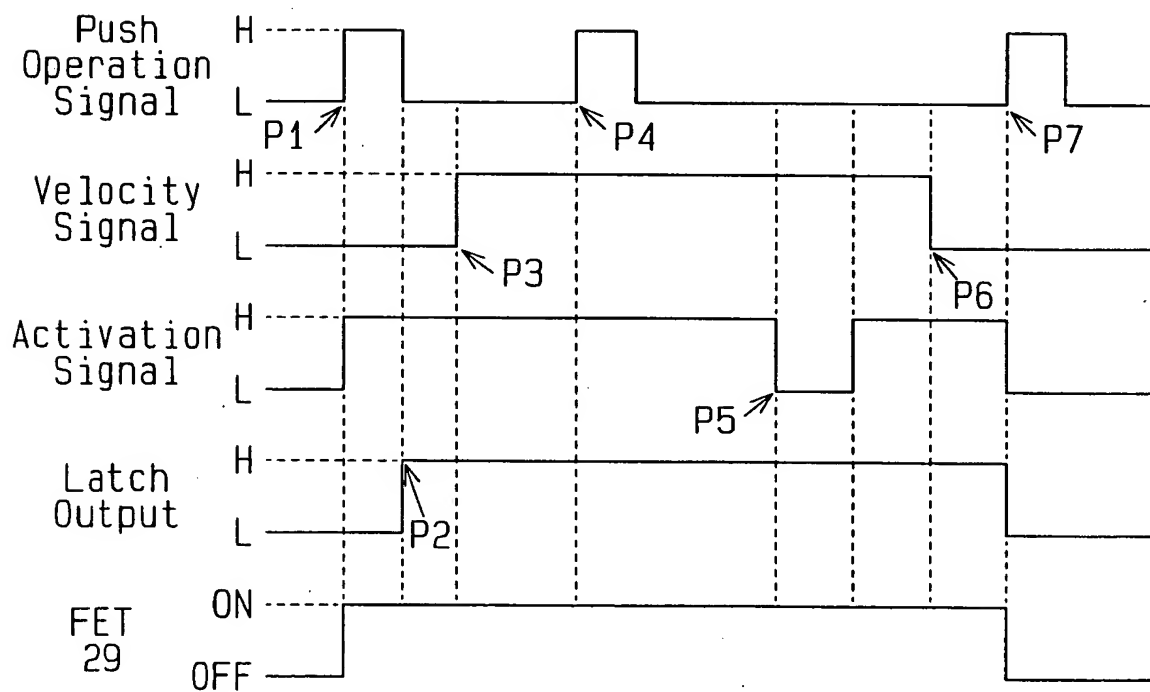 Push
Operation
Signal
H
L
P1
P4
P7
Velocity
Signal
H
L
P3
P6
Activation
Signal
H
L
P5
Latch
Output
H
L
P2
FET
29
ON
OFF